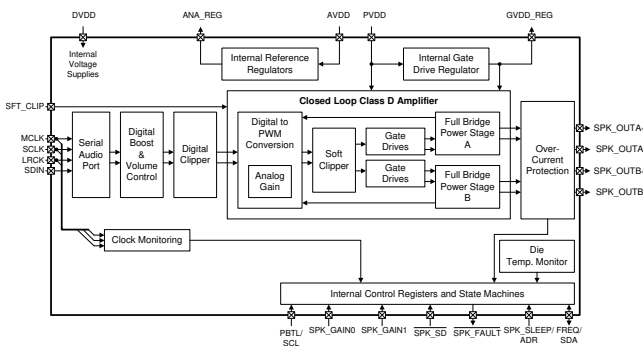 DVDD
ANA_REG
AVDD
PVDD
GVDD_REG
Internal
Voltage
Supplies
Internal Reference
Regulators
Internal Gate
Drive Regulator
SFT_CLIP
Closed Loop Class D Amplifier
MCLK
SCLK
LRCK
SDIN
Serial
Audio
Port
Digital
Boost
&
Volume
Control
Digital
Clipper
Digital to
PWM
Conversion
Analog
Gain
Soft
Clipper
Gate
Drives
Gate
Drives
Full Bridge
Power Stage
A
Full Bridge
Power Stage
B
Over-
Current
Protection
SPK_OUTA-
SPK_OUTA
SPK_OUTB-
SPK_OUTB
Clock Monitoring
Die
Temp. Monitor
Internal Control Registers and State Machines
PBTL/
SCL
SPK_GAIN0
SPK_GAIN1
SPK_SD
SPK_FAULT
SPK_SLEEP/
ADR
FREQ/
SDA